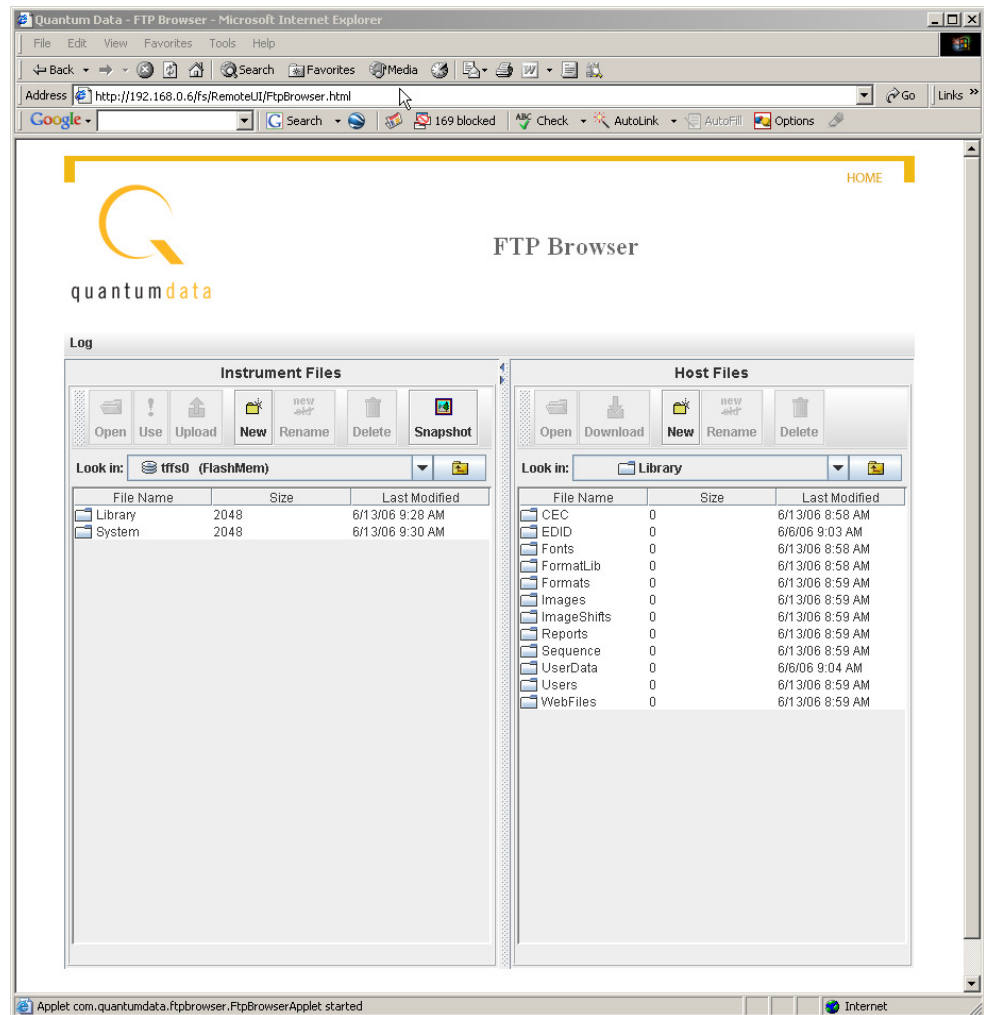 Quantum Data - FTP Browser - Microsoft Internet Explorer
File Edit View Favorites Tools Help
Back Search Favorites Media
Address http://192.168.0.6/fs/RemoteUI/FtpBrowser.html Go Links »
Google Search 169 blocked ABC Check AutoLink AutoFill Options
HOME
quantumdata
FTP Browser
Log
Instrument Files
Open Use Upload New new old Rename Delete Snapshot
Look in: tffs0 (FlashMem)
File Name Size Last Modified
Library 2048 6/13/06 9:28 AM
System 2048 6/13/06 9:30 AM
Host Files
Open Download New new old Rename Delete
Look in: Library
File Name Size Last Modified
CEC 0 6/13/06 8:58 AM
EDID 0 6/6/06 9:03 AM
Fonts 0 6/13/06 8:58 AM
FormatLib 0 6/13/06 8:58 AM
Formats 0 6/13/06 8:59 AM
Images 0 6/13/06 8:59 AM
ImageShifts 0 6/13/06 8:59 AM
Reports 0 6/13/06 8:59 AM
Sequence 0 6/13/06 8:59 AM
UserData 0 6/6/06 9:04 AM
Users 0 6/13/06 8:59 AM
WebFiles 0 6/13/06 8:59 AM
Applet com.quantumdata.ftpbrowser.FtpBrowserApplet started Internet